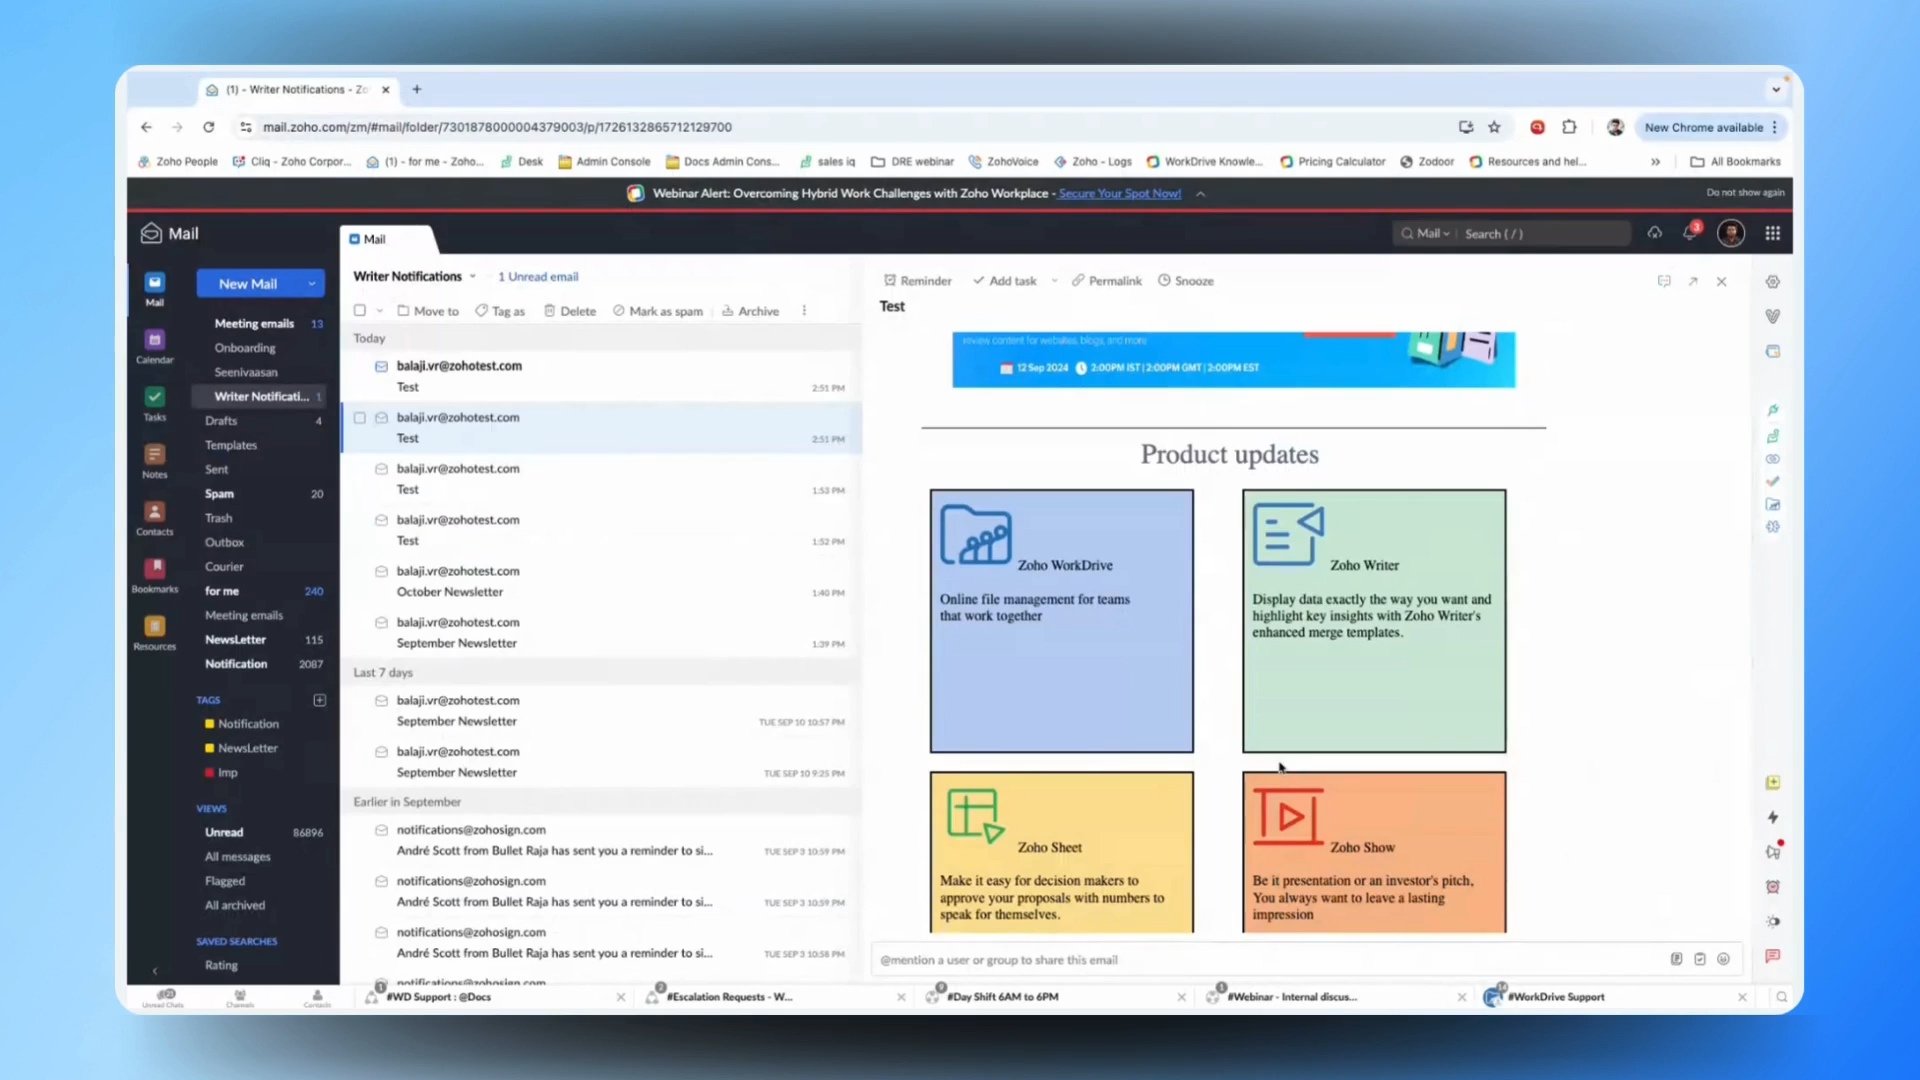 (1) - Writer Notifications - Zo
mail.zoho.com/zm/#mail/folder/7301878000004379003/p/1726132865712129700
New Chrome available
Zoho People
Cliq - Zoho Corpor...
(1) - for me - Zoho...
Desk
Admin Console
Docs Admin Cons...
sales iq
DRE webinar
ZohoVoice
Zoho - Logs
WorkDrive Knowle...
Pricing Calculator
Zodoor
Resources and hel...
All Bookmarks
Webinar Alert: Overcoming Hybrid Work Challenges with Zoho Workplace - Secure Your Spot Now!
Do not show again
Mail
Mail
Mail
Search ( / )
3
Mail
Calendar
Tasks
Notes
Contacts
Bookmarks
Resources
New Mail
Meeting emails 13
Onboarding
Seenivaasan
Writer Notificati... 1
Drafts 4
Templates
Sent
Spam 20
Trash
Outbox
Courier
for me 240
Meeting emails
NewsLetter 115
Notification 2087
TAGS
Notification
NewsLetter
Imp
VIEWS
Unread 86896
All messages
Flagged
All archived
SAVED SEARCHES
Rating
Writer Notifications
1 Unread email
Move to
Tag as
Delete
Mark as spam
Archive
Today
balaji.vr@zohotest.com
Test 2:51 PM
balaji.vr@zohotest.com
Test 2:51 PM
balaji.vr@zohotest.com
Test 1:53 PM
balaji.vr@zohotest.com
Test 1:52 PM
balaji.vr@zohotest.com
October Newsletter 1:40 PM
balaji.vr@zohotest.com
September Newsletter 1:39 PM
Last 7 days
balaji.vr@zohotest.com
September Newsletter TUE SEP 10 10:57 PM
balaji.vr@zohotest.com
September Newsletter TUE SEP 10 9:25 PM
Earlier in September
notifications@zohosign.com
André Scott from Bullet Raja has sent you a reminder to si... TUE SEP 3 10:59 PM
notifications@zohosign.com
André Scott from Bullet Raja has sent you a reminder to si... TUE SEP 3 10:59 PM
notifications@zohosign.com
André Scott from Bullet Raja has sent you a reminder to si... TUE SEP 3 10:58 PM
notifications@zohosign.com
Reminder
Add task
Permalink
Snooze
Test
review content for websites, blogs, and more
12 Sep 2024 2:00PM IST | 2:00PM GMT | 2:00PM EST
Product updates
Zoho WorkDrive
Online file management for teams
that work together
Zoho Writer
Display data exactly the way you want and
highlight key insights with Zoho Writer's
enhanced merge templates.
Zoho Sheet
Make it easy for decision makers to
approve your proposals with numbers to
speak for themselves.
Zoho Show
Be it presentation or an investor's pitch,
You always want to leave a lasting
impression
@mention a user or group to share this email
Unread Chats
Channels
Contacts
#WD Support : @Docs
#Escalation Requests - W...
#Day Shift 6AM to 6PM
#Webinar - Internal discus...
#WorkDrive Support